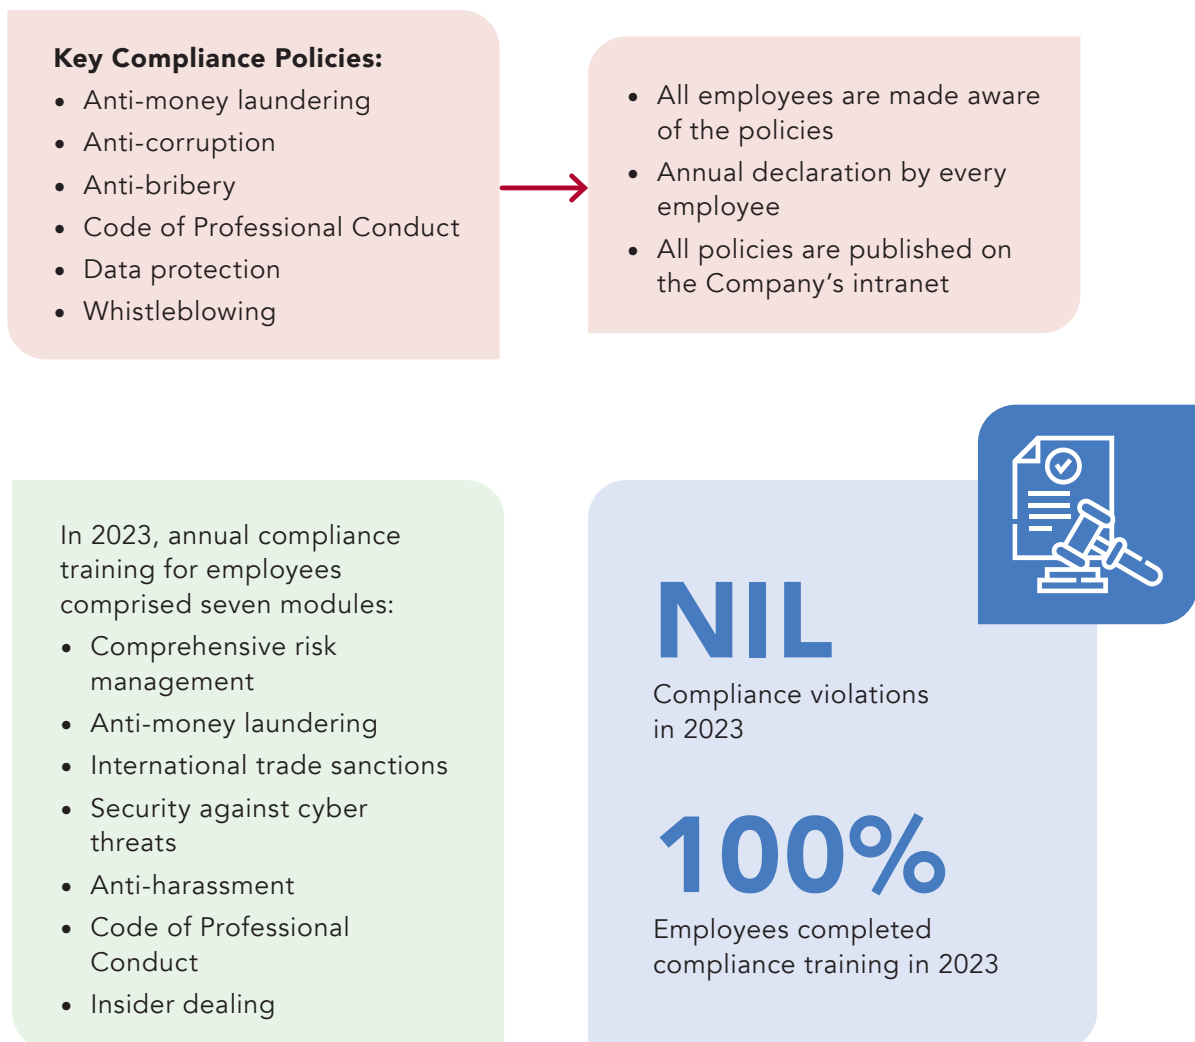 Key Compliance Policies:
• Anti-money laundering
• Anti-corruption
• Anti-bribery
• Code of Professional Conduct
• Data protection
• Whistleblowing
• All employees are made aware
of the policies
• Annual declaration by every
employee
• All policies are published on
the Company’s intranet
In 2023, annual compliance
training for employees
comprised seven modules:
• Comprehensive risk
management
• Anti-money laundering
• International trade sanctions
• Security against cyber
threats
• Anti-harassment
• Code of Professional
Conduct
• Insider dealing
NIL
Compliance violations
in 2023
100%
Employees completed
compliance training in 2023